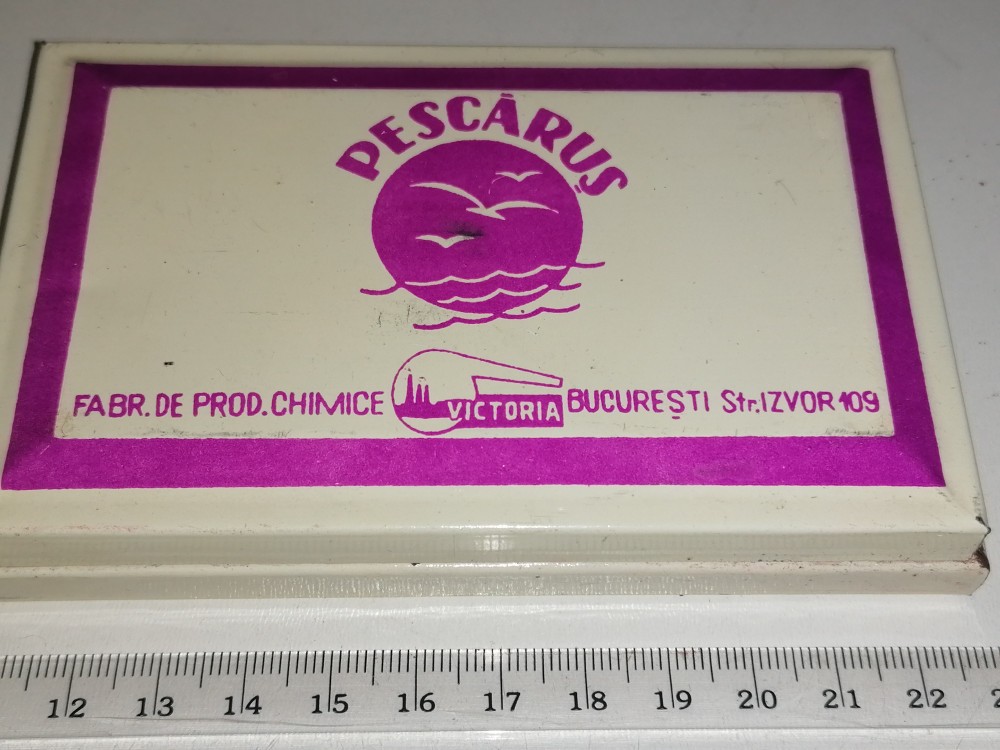 PESCĂRUȘ
FABR. DE PROD. CHIMICE VICTORIA BUCUREȘTI Str. IZVOR 109
12 13 14 15 16 17 18 19 20 21 22